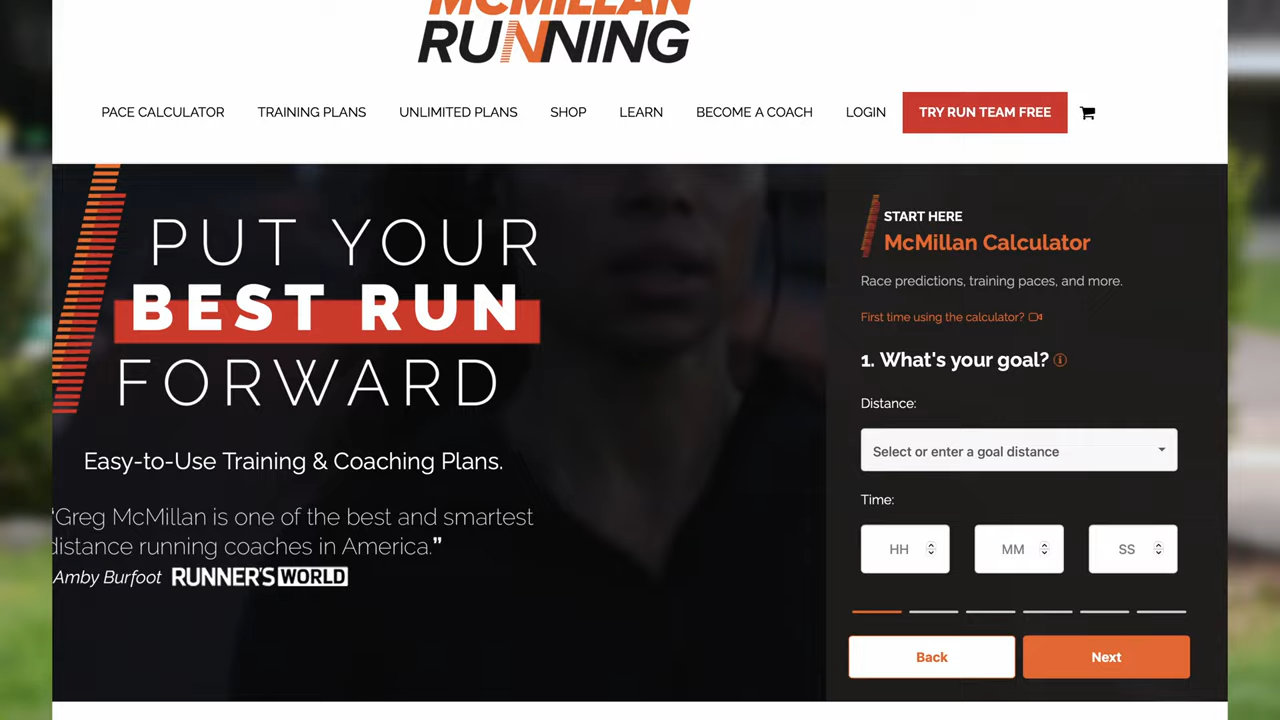 MCMILLAN
RUNNING
PACE CALCULATOR TRAINING PLANS UNLIMITED PLANS SHOP LEARN BECOME A COACH LOGIN TRY RUN TEAM FREE
PUT YOUR
BEST RUN
FORWARD
Easy-to-Use Training & Coaching Plans.
"Greg McMillan is one of the best and smartest
distance running coaches in America."
Amby Burfoot RUNNER'S WORLD
START HERE
McMillan Calculator
Race predictions, training paces, and more.
First time using the calculator?
1. What's your goal?
Distance:
Select or enter a goal distance
Time:
HH MM SS
Back Next